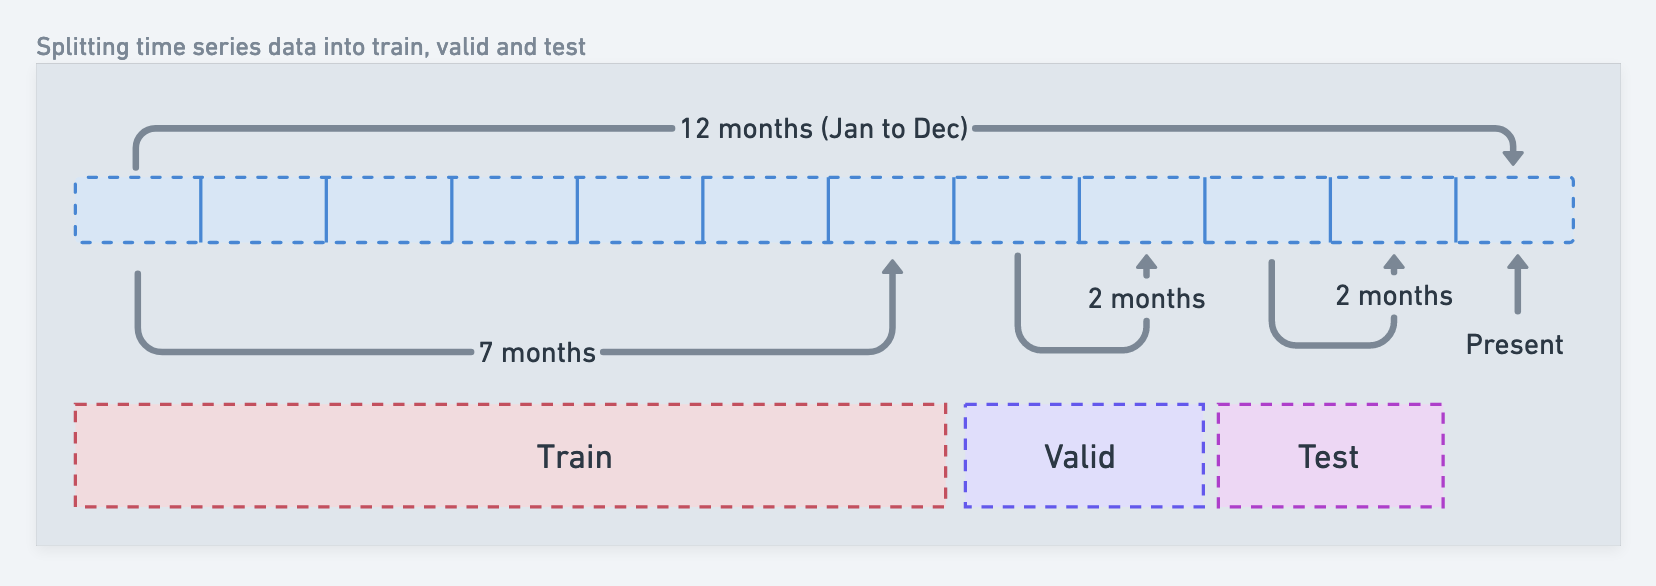 Splitting time series data into train, valid and test
12 months (Jan to Dec)
2 months
2 months
7 months
Present
Train
Valid
Test